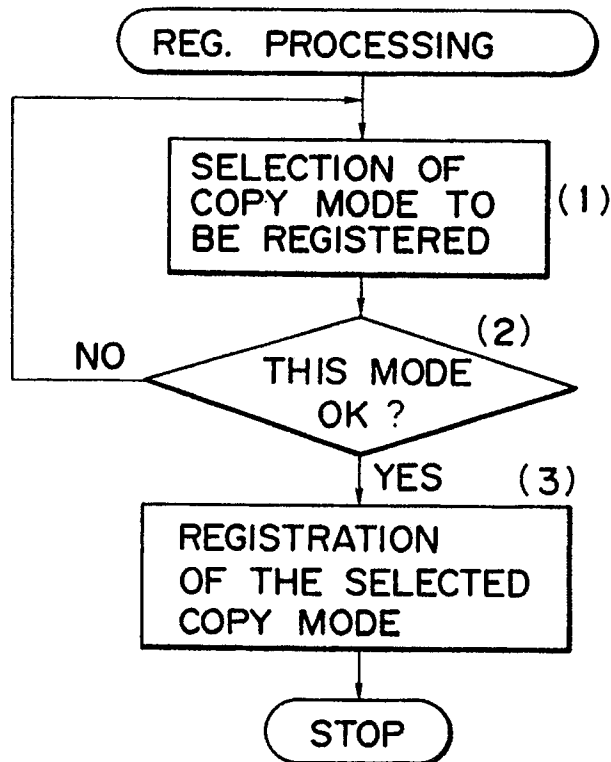 REG. PROCESSING
SELECTION OF
COPY MODE TO
BE REGISTERED
(1)
(2)
NO
THIS MODE
OK ?
YES
(3)
REGISTRATION
OF THE SELECTED
COPY MODE
STOP